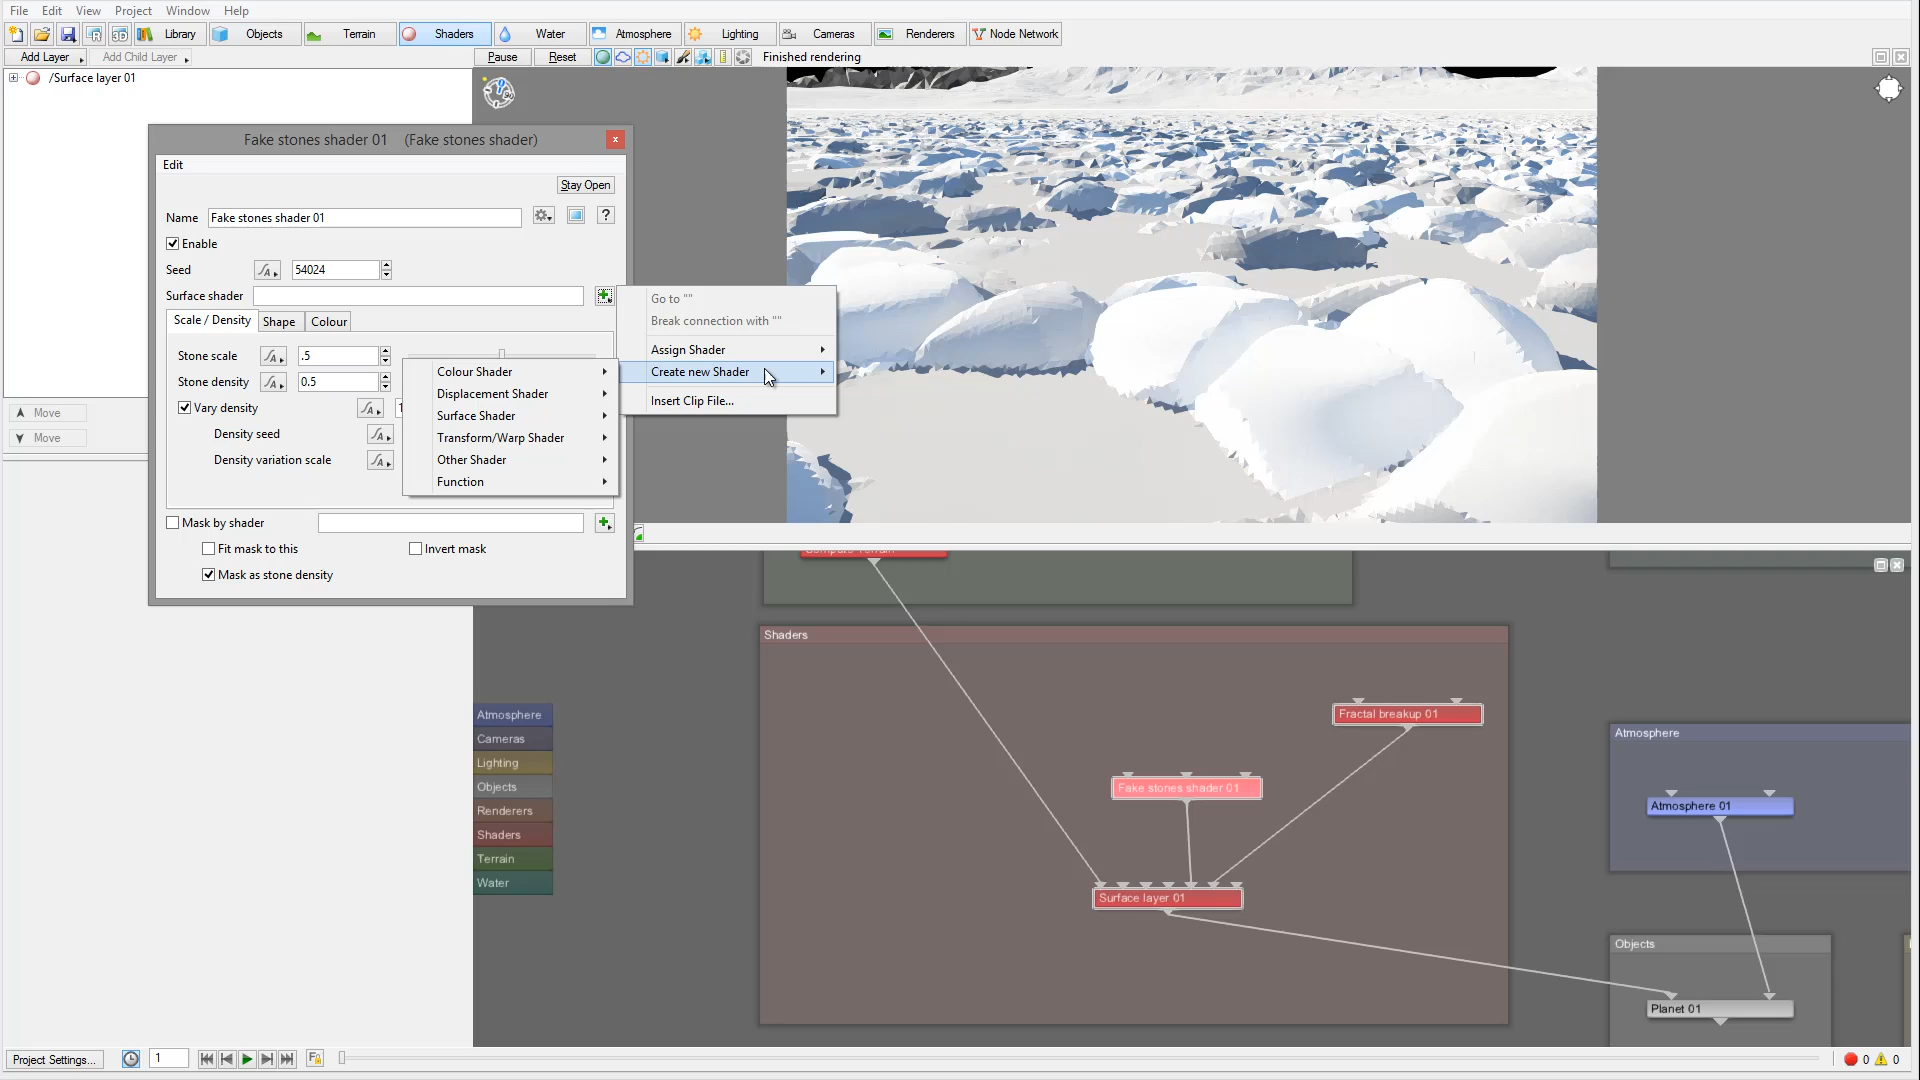 File Edit View Project Window Help
Library Objects Terrain Shaders Water Atmosphere Lighting Cameras Renderers Node Network
Add Layer Add Child Layer Pause Reset Finished rendering
/Surface layer 01
Fake stones shader 01 (Fake stones shader)
Edit
Stay Open
Name Fake stones shader 01 ?
Enable
Seed 54024
Surface shader
Go to ""
Break connection with ""
Assign Shader
Create new Shader
Insert Clip File...
Scale / Density Shape Colour
Stone scale .5
Stone density 0.5
Vary density 1
Density seed
Density variation scale
Colour Shader
Displacement Shader
Surface Shader
Transform/Warp Shader
Other Shader
Function
Move
Move
Mask by shader
Fit mask to this Invert mask
Mask as stone density
Compute Terrain
Shaders
Fractal breakup 01
Fake stones shader 01
Surface layer 01
Atmosphere
Cameras
Lighting
Objects
Renderers
Shaders
Terrain
Water
Atmosphere
Atmosphere 01
Objects
Planet 01
Project Settings... 1 0 0